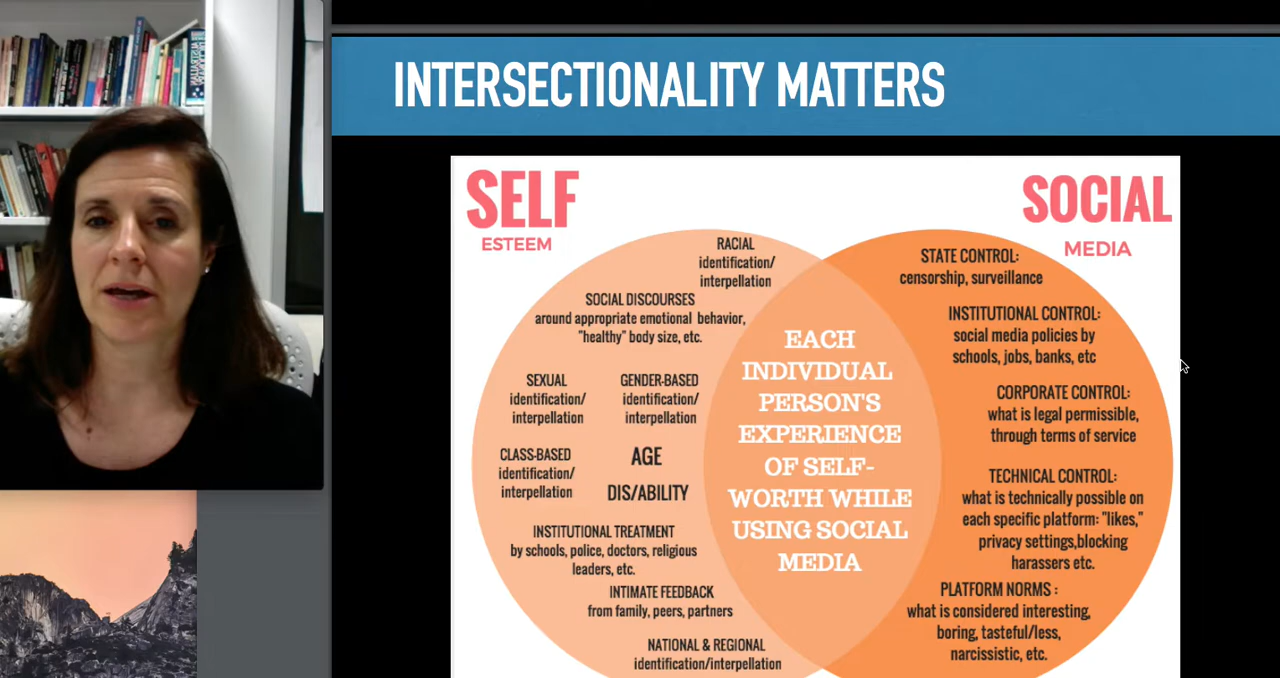 INTERSECTIONALITY MATTERS
SELF
ESTEEM
SOCIAL
MEDIA
RACIAL
identification/
interpellation
SOCIAL DISCOURSES
around appropriate emotional behavior,
"healthy" body size, etc.
SEXUAL
identification/
interpellation
GENDER-BASED
identification/
interpellation
CLASS-BASED
identification/
interpellation
AGE
DIS/ABILITY
INSTITUTIONAL TREATMENT
by schools, police, doctors, religious
leaders, etc.
INTIMATE FEEDBACK
from family, peers, partners
NATIONAL & REGIONAL
identification/interpellation
EACH
INDIVIDUAL
PERSON'S
EXPERIENCE
OF SELF-
WORTH WHILE
USING SOCIAL
MEDIA
STATE CONTROL:
censorship, surveillance
INSTITUTIONAL CONTROL:
social media policies by
schools, jobs, banks, etc
CORPORATE CONTROL:
what is legal permissible,
through terms of service
TECHNICAL CONTROL:
what is technically possible on
each specific platform: "likes,"
privacy settings,blocking
harassers etc.
PLATFORM NORMS :
what is considered interesting,
boring, tasteful/less,
narcissistic, etc.